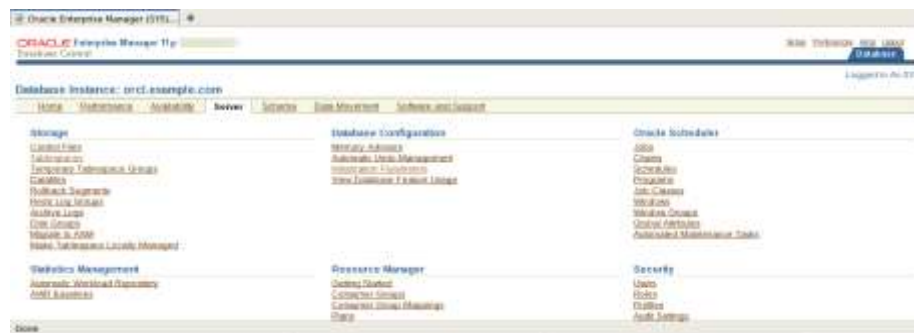 Oracle Enterprise Manager (SYS...
ORACLE Enterprise Manager 11g
Database Control
Home Preferences Help Logout
Database
Logged in As
Database Instance: orcl.example.com
Home Performance Availability Server Schema Data Movement Software and Support
Storage
Control Files
Tablespaces
Temporary Tablespace Groups
Datafiles
Rollback Segments
Redo Log Groups
Archive Logs
Disk Groups
Migrate to ASM
Make Tablespace Locally Managed
Database Configuration
Memory Advisors
Automatic Undo Management
Initialization Parameters
View Database Feature Usage
Oracle Scheduler
Jobs
Chains
Schedules
Programs
Job Classes
Windows
Window Groups
Global Attributes
Automated Maintenance Tasks
Statistics Management
Automatic Workload Repository
AWR Baselines
Resource Manager
Getting Started
Consumer Groups
Consumer Group Mappings
Plans
Security
Users
Roles
Profiles
Audit Settings
Done